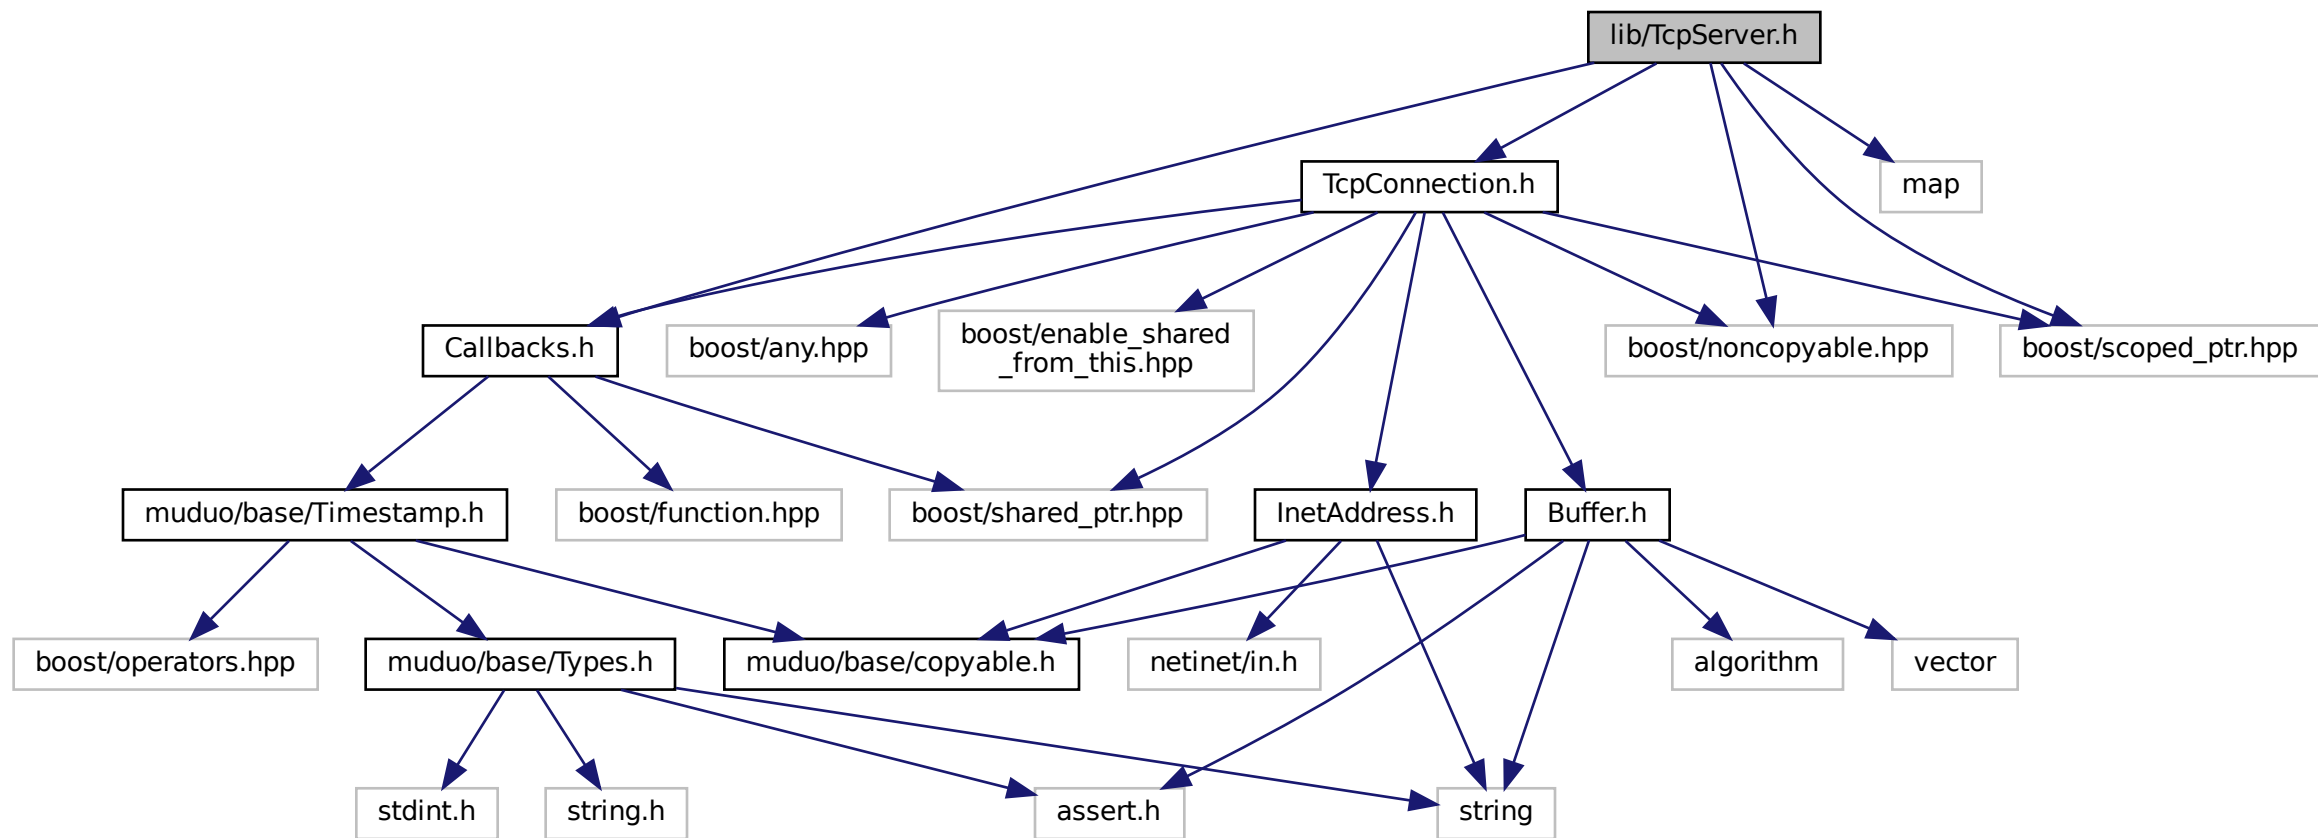 lib/TcpServer.h
TcpConnection.h
map
Callbacks.h
boost/any.hpp
boost/enable_shared
_from_this.hpp
boost/noncopyable.hpp
boost/scoped_ptr.hpp
muduo/base/Timestamp.h
boost/function.hpp
boost/shared_ptr.hpp
InetAddress.h
Buffer.h
boost/operators.hpp
muduo/base/Types.h
muduo/base/copyable.h
netinet/in.h
algorithm
vector
stdint.h
string.h
assert.h
string